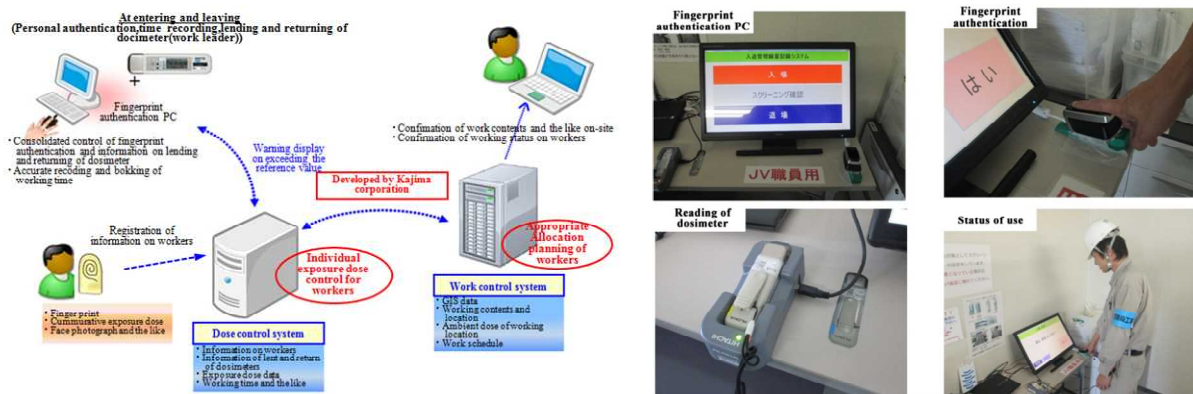 At entering and leaving
(Personal authentication,time recording,lending and returning of
docimeter(work leader))
Fingerprint
authentication PC
・Consolidated control of fingerprint
authentication and information on lending
and returning of dosimeter
・Accurate recoding and bokking of
working time
Warning display
on exceeding the
reference value
・Confimation of work contents and the like on-site
・Confirmation of working status on workers
Developed by Kajima
corporation
Registration of
information on workers
Individual
exposure dose
control for
workers
Appropriate
Allocation
planning of
workers
・Finger print
・Cummurative exposure dose
・Face photograph and the like
Dose control system
・Information on workers
・Information of lent and return
of dosimeters
・Exposure dose data
・Working time and the like
Work control system
・GIS data
・Working contents and
location
・Ambient dose of working
location
・Work schedule
Fingerprint
authentication PC
入退管理線量記録システム
入 場
スクリーニング確認
退 場
JV職員用
Fingerprint
authentication
はい
Reading of
dosimeter
HITACHI
Status of use